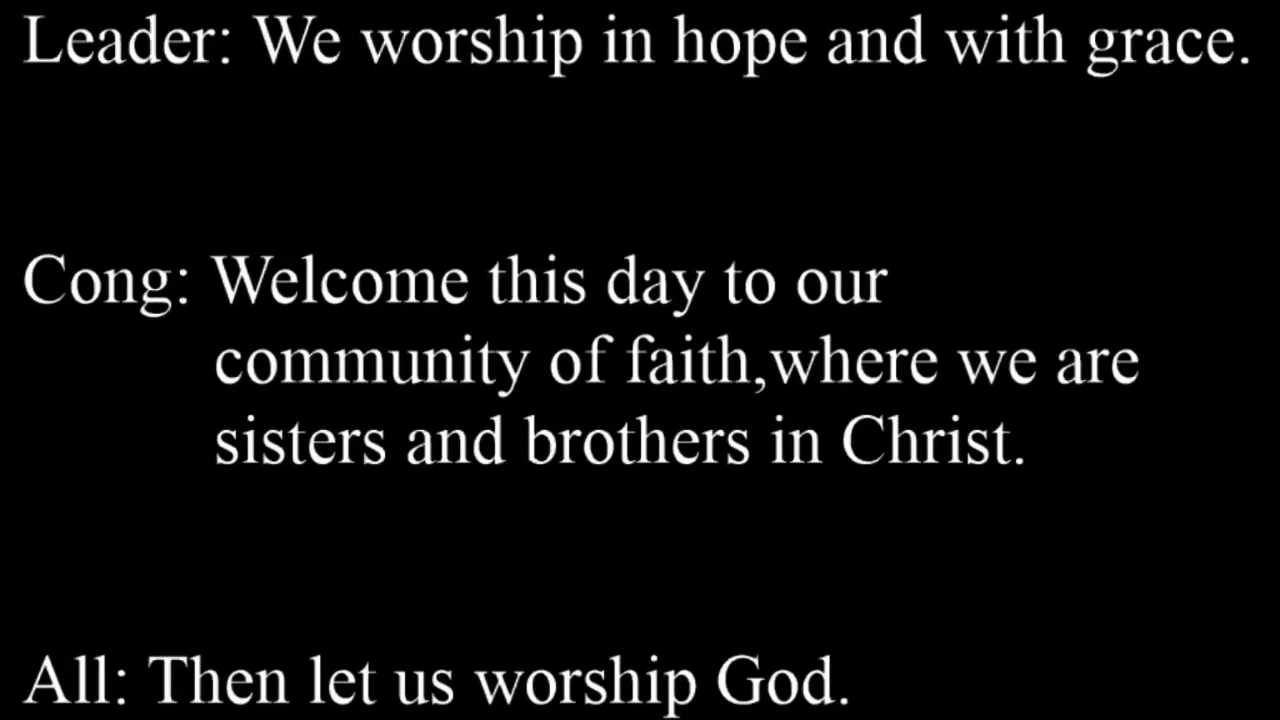 Leader: We worship in hope and with grace.
Cong: Welcome this day to our
community of faith,where we are
sisters and brothers in Christ.
All: Then let us worship God.